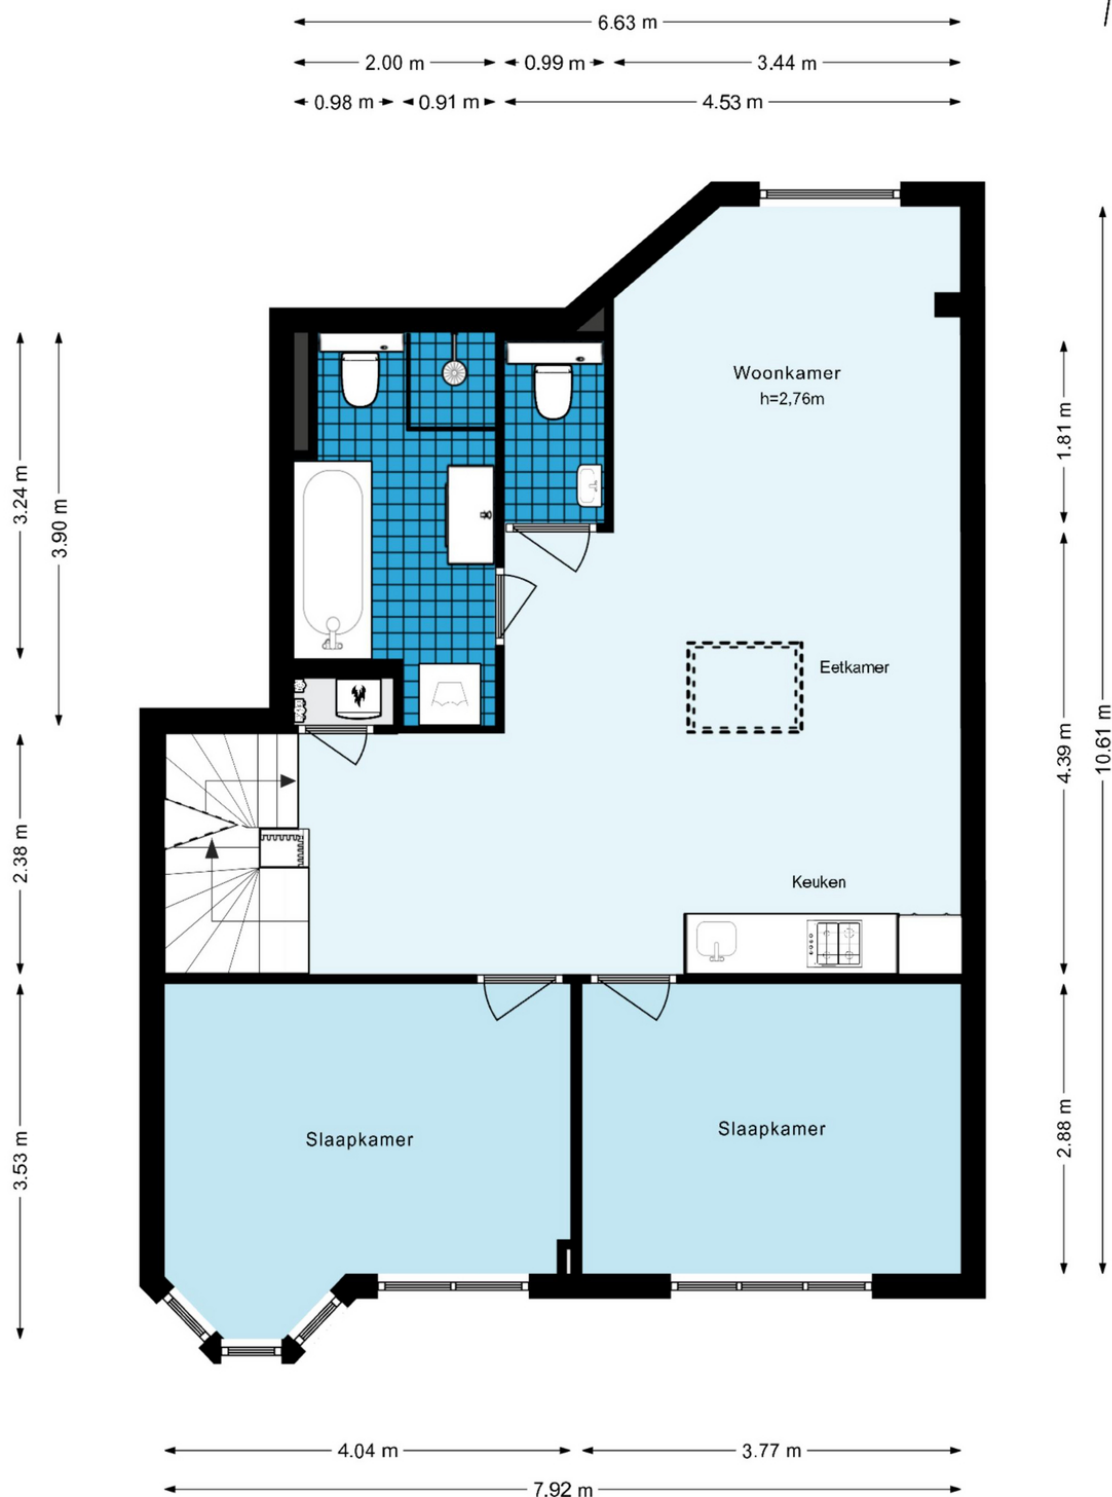 6.63 m
2.00 m
0.99 m
3.44 m
0.98 m
0.91 m
4.53 m
Woonkamer
h=2,76m
1.81 m
3.24 m
3.90 m
Eetkamer
4.39 m
10.61 m
2.38 m
Keuken
Slaapkamer
Slaapkamer
3.53 m
2.88 m
4.04 m
3.77 m
7.92 m